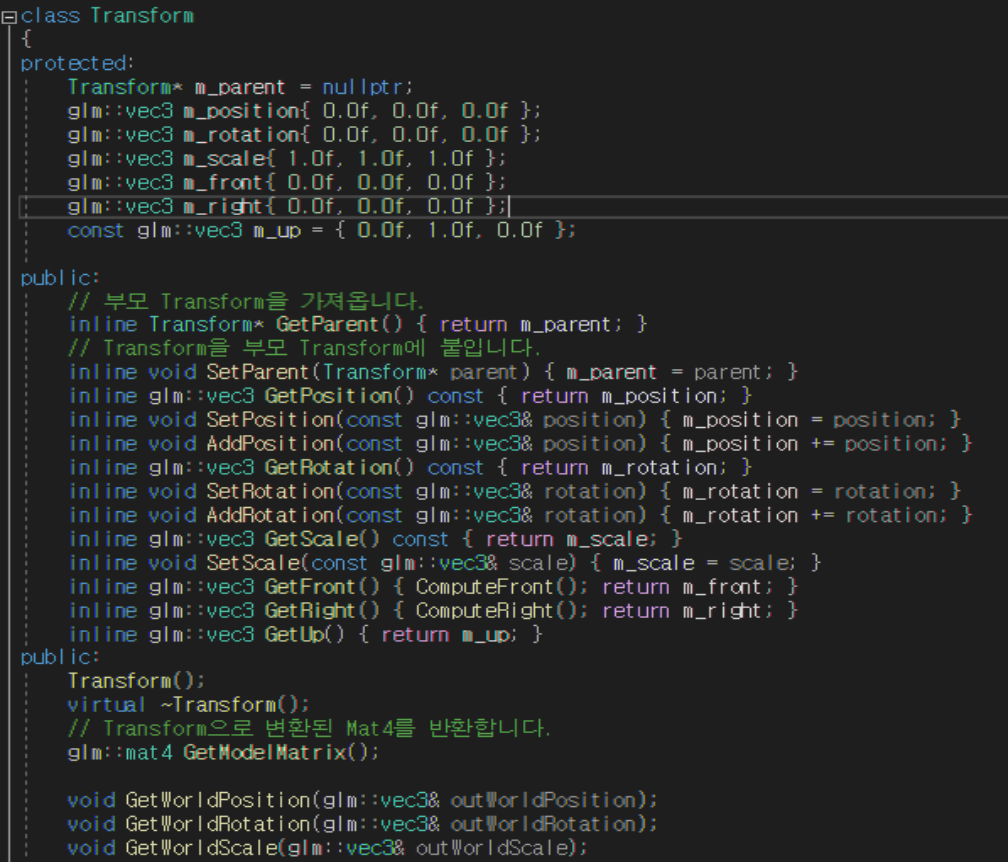 class Transform
{
protected:
    Transform* m_parent = nullptr;
    glm::vec3 m_position{ 0.0f, 0.0f, 0.0f };
    glm::vec3 m_rotation{ 0.0f, 0.0f, 0.0f };
    glm::vec3 m_scale{ 1.0f, 1.0f, 1.0f };
    glm::vec3 m_front{ 0.0f, 0.0f, 0.0f };
    glm::vec3 m_right{ 0.0f, 0.0f, 0.0f };
    const glm::vec3 m_up = { 0.0f, 1.0f, 0.0f };
public:
    // 부모 Transform을 가져옵니다.
    inline Transform* GetParent() { return m_parent; }
    // Transform을 부모 Transform에 붙입니다.
    inline void SetParent(Transform* parent) { m_parent = parent; }
    inline glm::vec3 GetPosition() const { return m_position; }
    inline void SetPosition(const glm::vec3& position) { m_position = position; }
    inline void AddPosition(const glm::vec3& position) { m_position += position; }
    inline glm::vec3 GetRotation() const { return m_rotation; }
    inline void SetRotation(const glm::vec3& rotation) { m_rotation = rotation; }
    inline void AddRotation(const glm::vec3& rotation) { m_rotation += rotation; }
    inline glm::vec3 GetScale() const { return m_scale; }
    inline void SetScale(const glm::vec3& scale) { m_scale = scale; }
    inline glm::vec3 GetFront() { ComputeFront(); return m_front; }
    inline glm::vec3 GetRight() { ComputeRight(); return m_right; }
    inline glm::vec3 GetUp() { return m_up; }
public:
    Transform();
    virtual ~Transform();
    // Transform으로 변환된 Mat4를 반환합니다.
    glm::mat4 GetModelMatrix();
    void GetWorldPosition(glm::vec3& outWorldPosition);
    void GetWorldRotation(glm::vec3& outWorldRotation);
    void GetWorldScale(glm::vec3& outWorldScale);